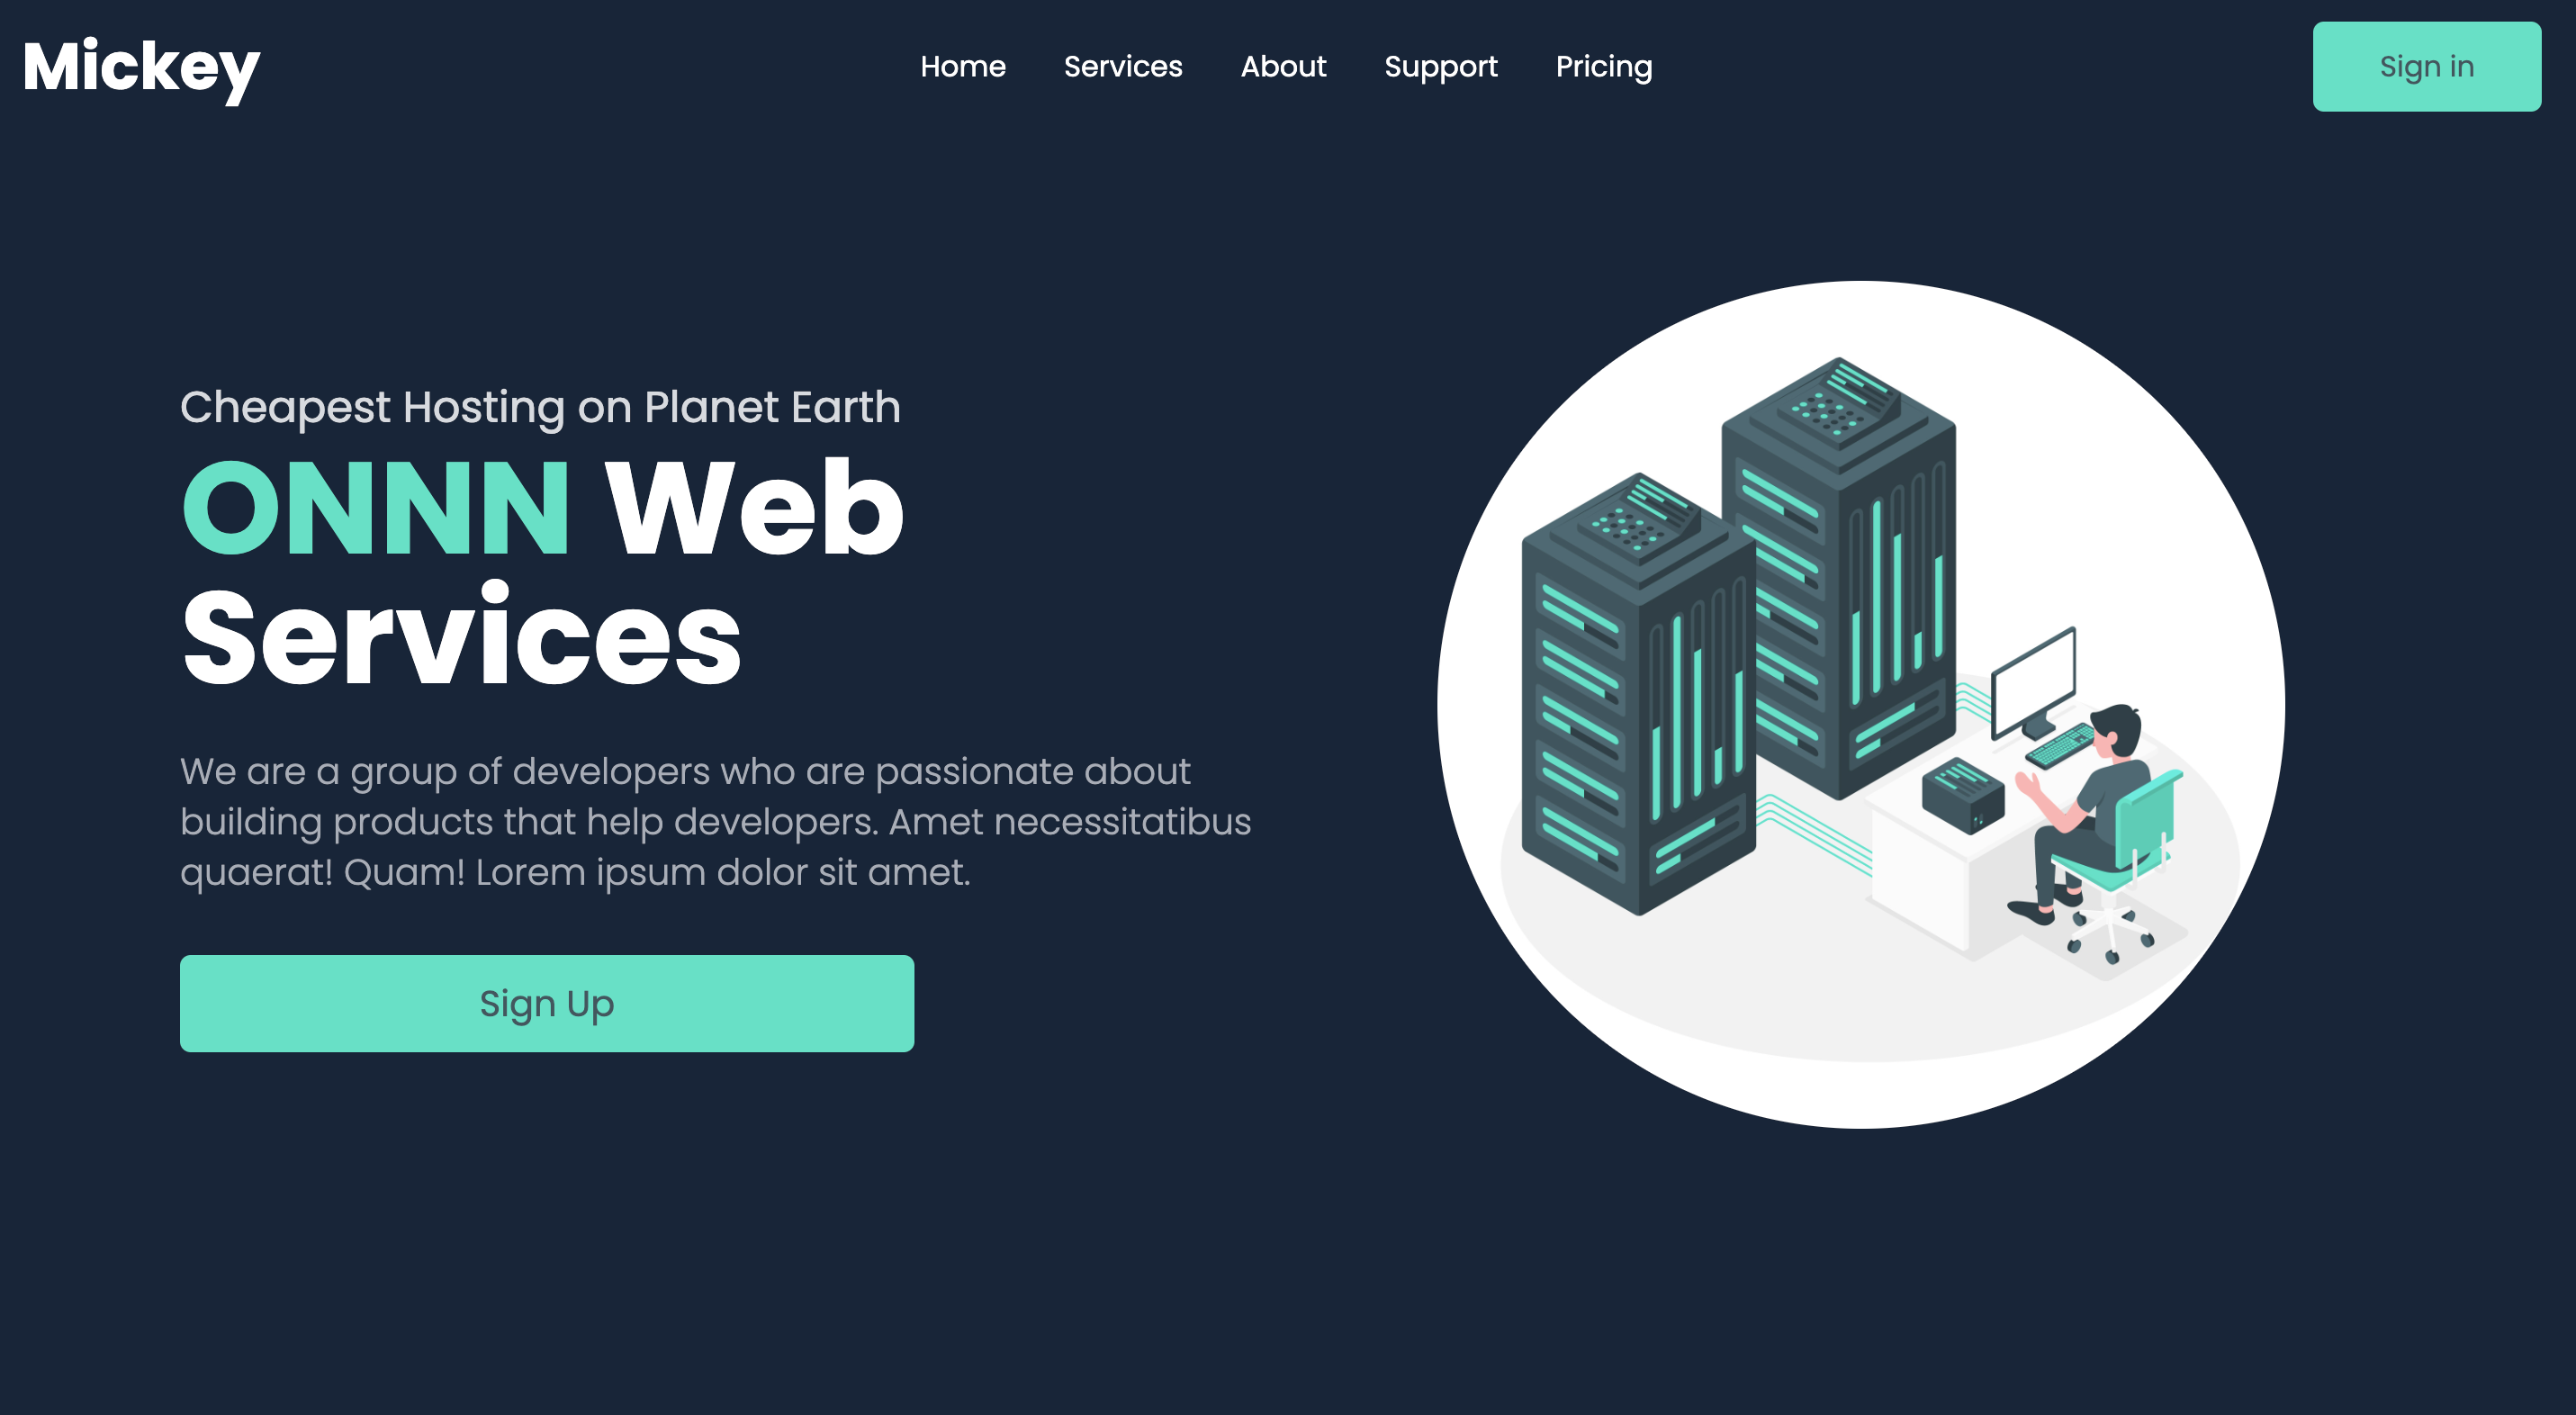 Mickey
Home Services About Support Pricing
Sign in
Cheapest Hosting on Planet Earth
ONNN Web
Services
We are a group of developers who are passionate about
building products that help developers. Amet necessitatibus
quaerat! Quam! Lorem ipsum dolor sit amet.
Sign Up